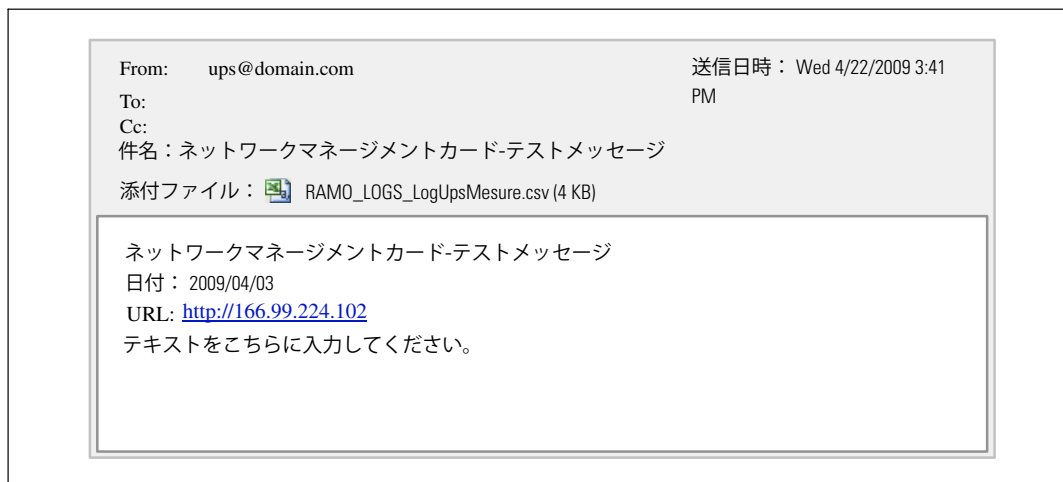 From: ups@domain.com
送信日時： Wed 4/22/2009 3:41
PM
To:
Cc:
件名：ネットワークマネージメントカード-テストメッセージ
添付ファイル： RAMO_LOGS_LogUpsMesure.csv (4 KB)
ネットワークマネージメントカード-テストメッセージ
日付： 2009/04/03
URL: http://166.99.224.102
テキストをこちらに入力してください。